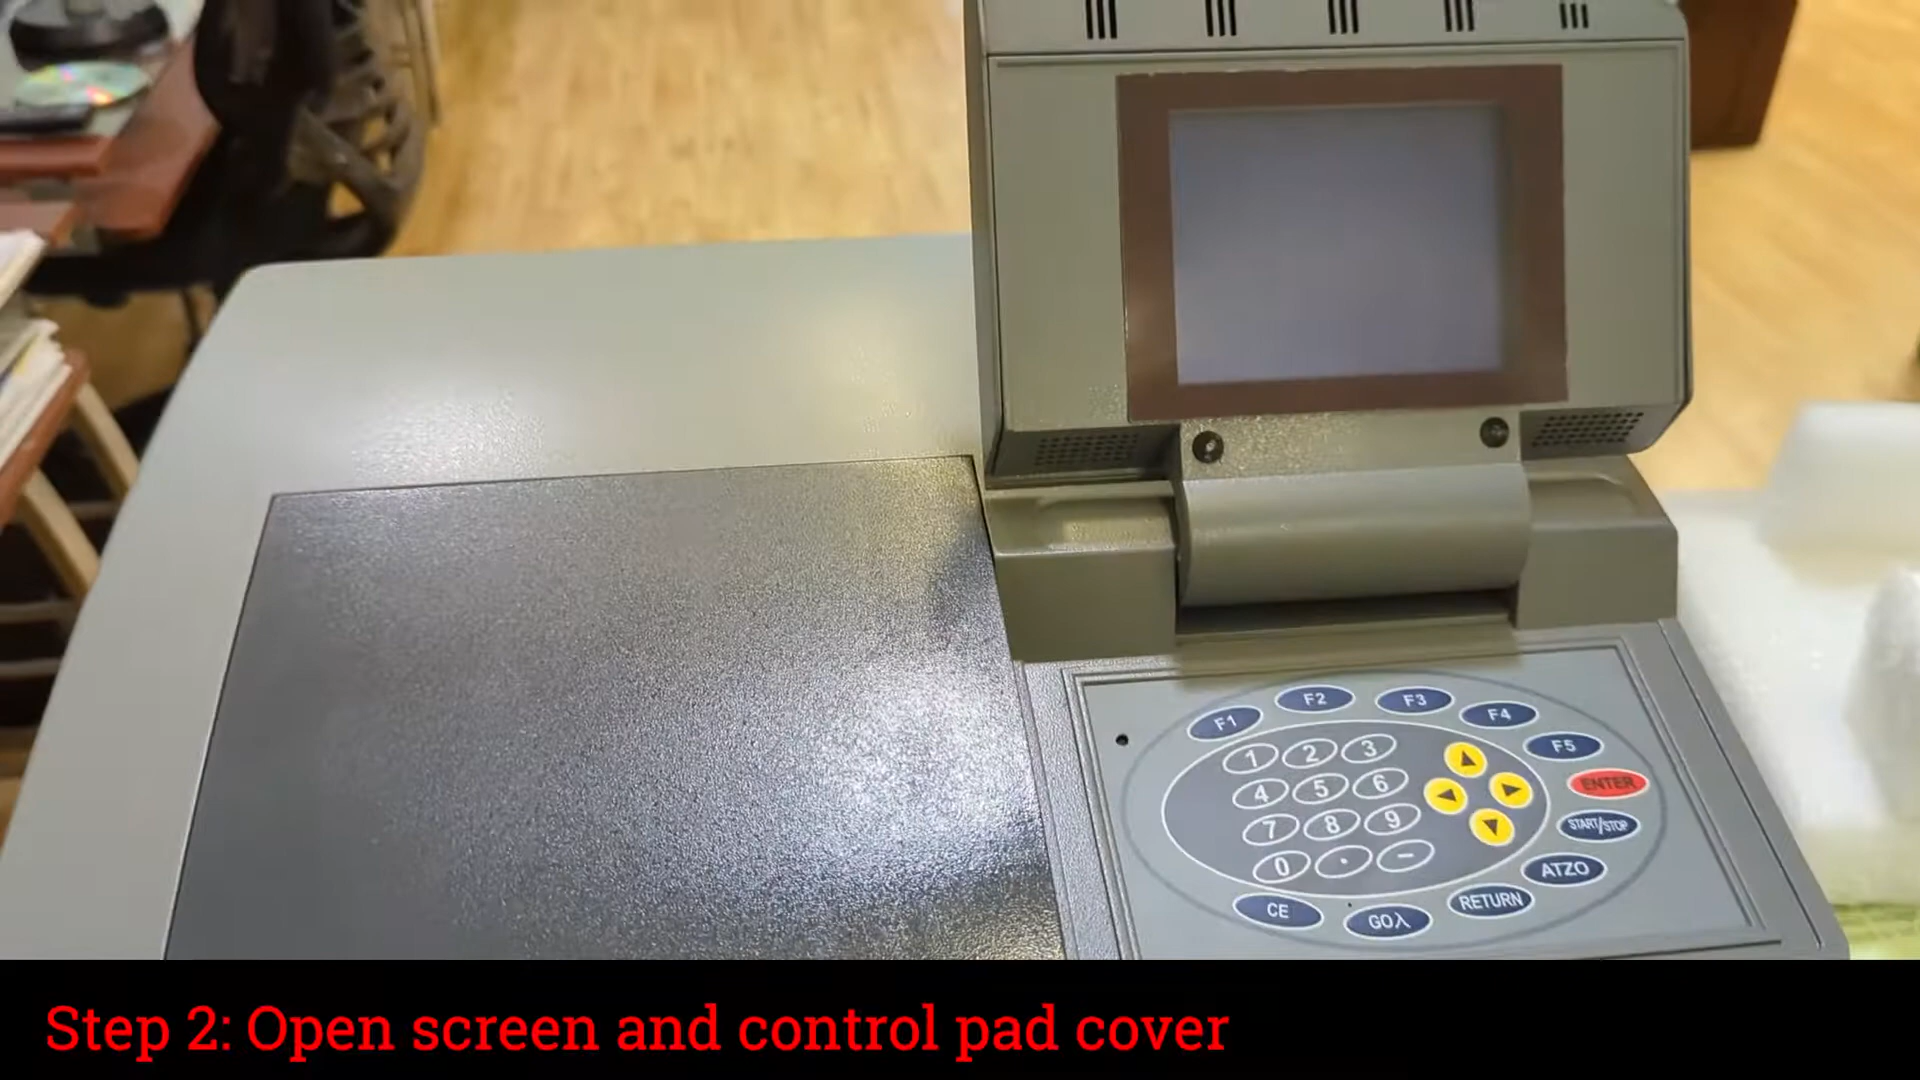 F1 F2 F3 F4 F5
1 2 3
4 5 6
7 8 9
0 . -
ENTER
START/STOP
ATZO
RETURN
GOλ
CE
Step 2: Open screen and control pad cover